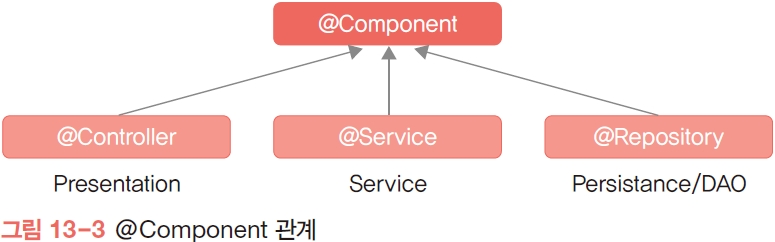 @Component
@Controller
@Service
@Repository
Presentation
Service
Persistance/DAO
그림 13-3 @Component 관계